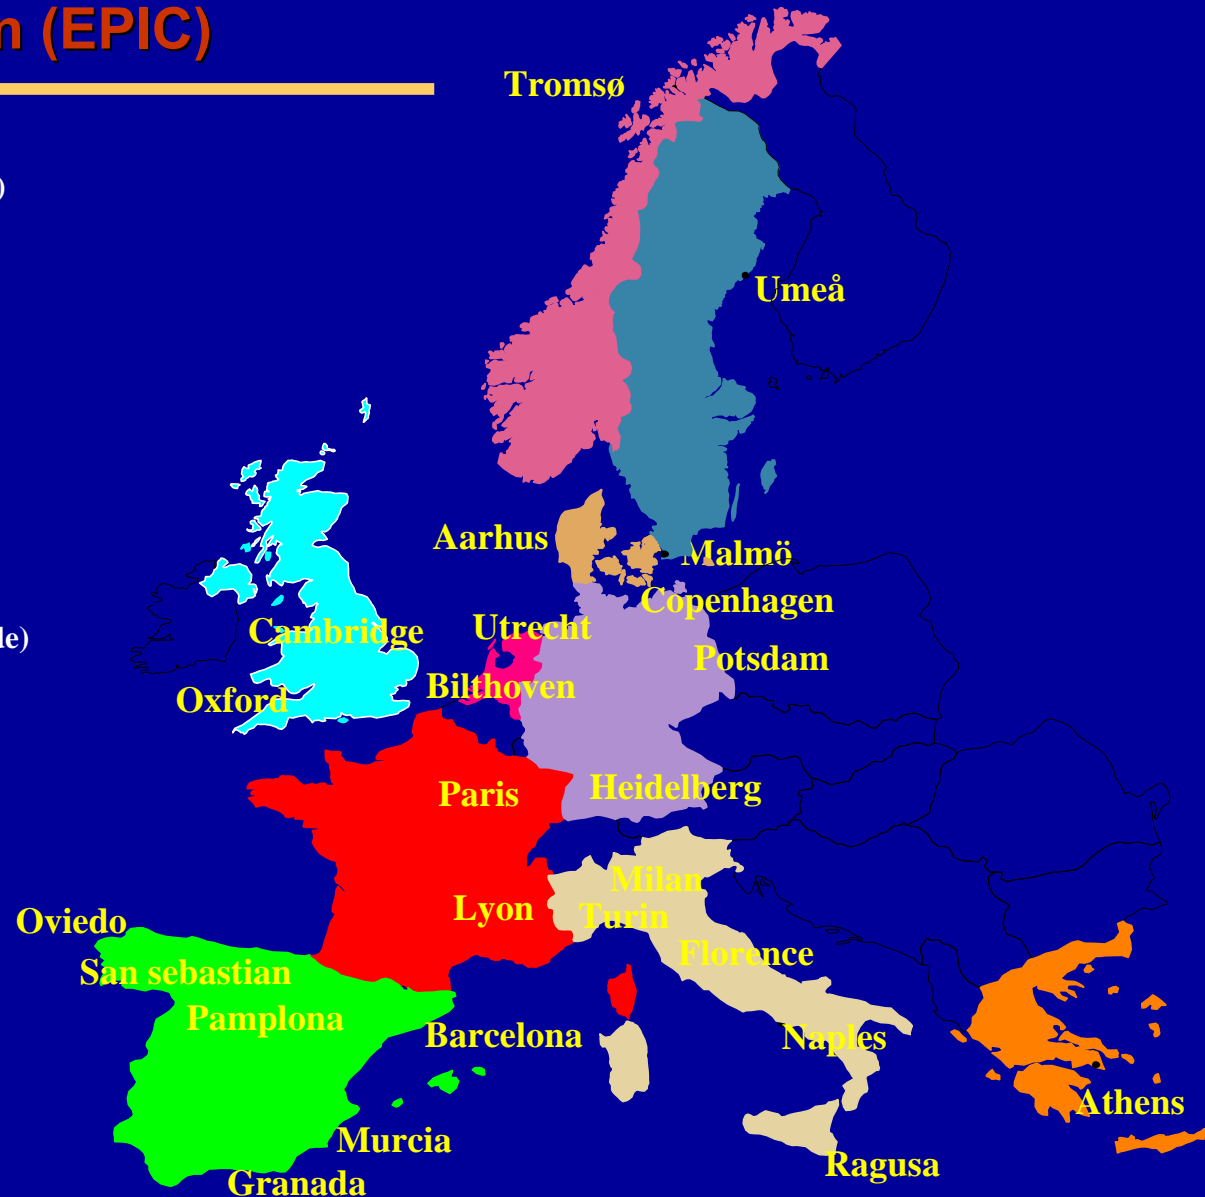 n (EPIC)
Tromsø
)
Umeå
Aarhus
Malmö
Copenhagen
Utrecht
Cambridge
le)
Potsdam
Bilthoven
Oxford
Heidelberg
Paris
Milan
Lyon
Turin
Oviedo
Florence
San sebastian
Pamplona
Barcelona
Naples
Athens
Murcia
Ragusa
Granada